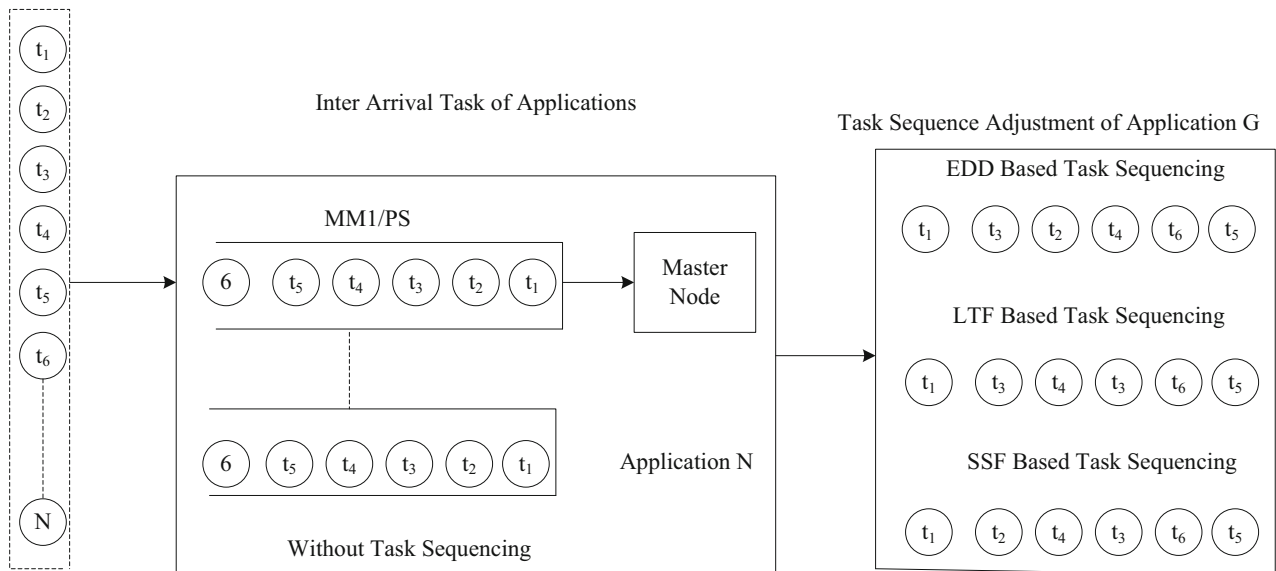 t1
t2
t3
t4
t5
t6
N
Inter Arrival Task of Applications
MM1/PS
6 t5 t4 t3 t2 t1
Master
Node
6 t5 t4 t3 t2 t1
Application N
Without Task Sequencing
Task Sequence Adjustment of Application G
EDD Based Task Sequencing
t1 t3 t2 t4 t6 t5
LTF Based Task Sequencing
t1 t3 t4 t3 t6 t5
SSF Based Task Sequencing
t1 t2 t4 t3 t6 t5